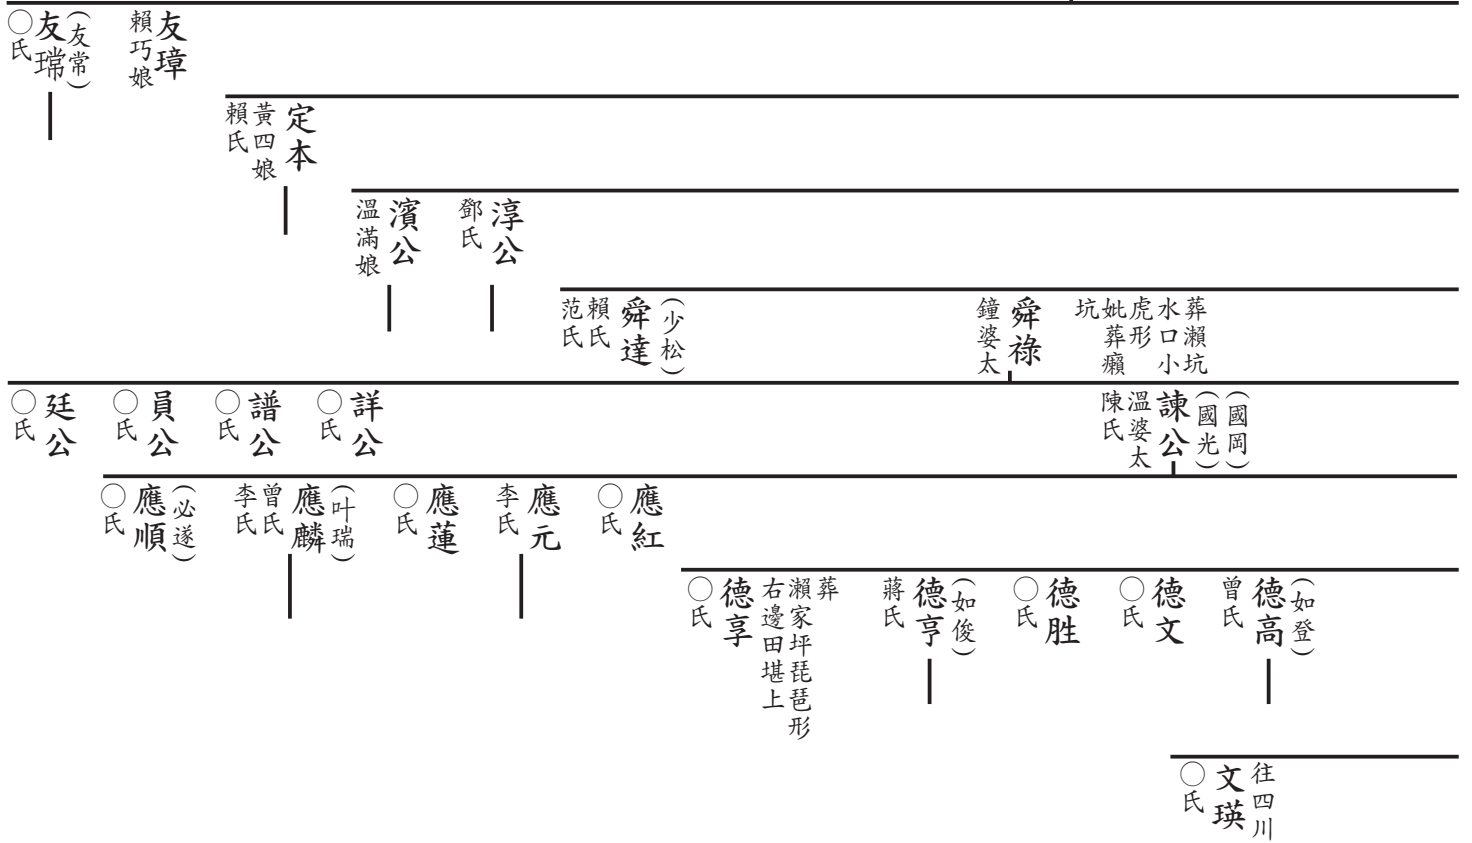 友璋
賴巧娘
(友常)
友瑺
○氏
定本
黃四娘
賴氏
淳公
鄧氏
濱公
溫滿娘
葬瀨坑
水口小
虎形
妣葬癩
坑
舜祿
鐘婆太
(少松)
舜達
賴氏
范氏
(國岡)
(國光)
諫公
溫婆太
陳氏
詳公
○氏
譜公
○氏
員公
○氏
廷公
○氏
應紅
○氏
應元
李氏
應蓮
○氏
(叶瑞)
應麟
曾氏
李氏
(必遂)
應順
○氏
(如登)
德高
曾氏
德文
○氏
德胜
○氏
(如俊)
德亨
蔣氏
葬
瀨家坪琵琶形
右邊田堪上
德享
○氏
往四川
文瑛
○氏